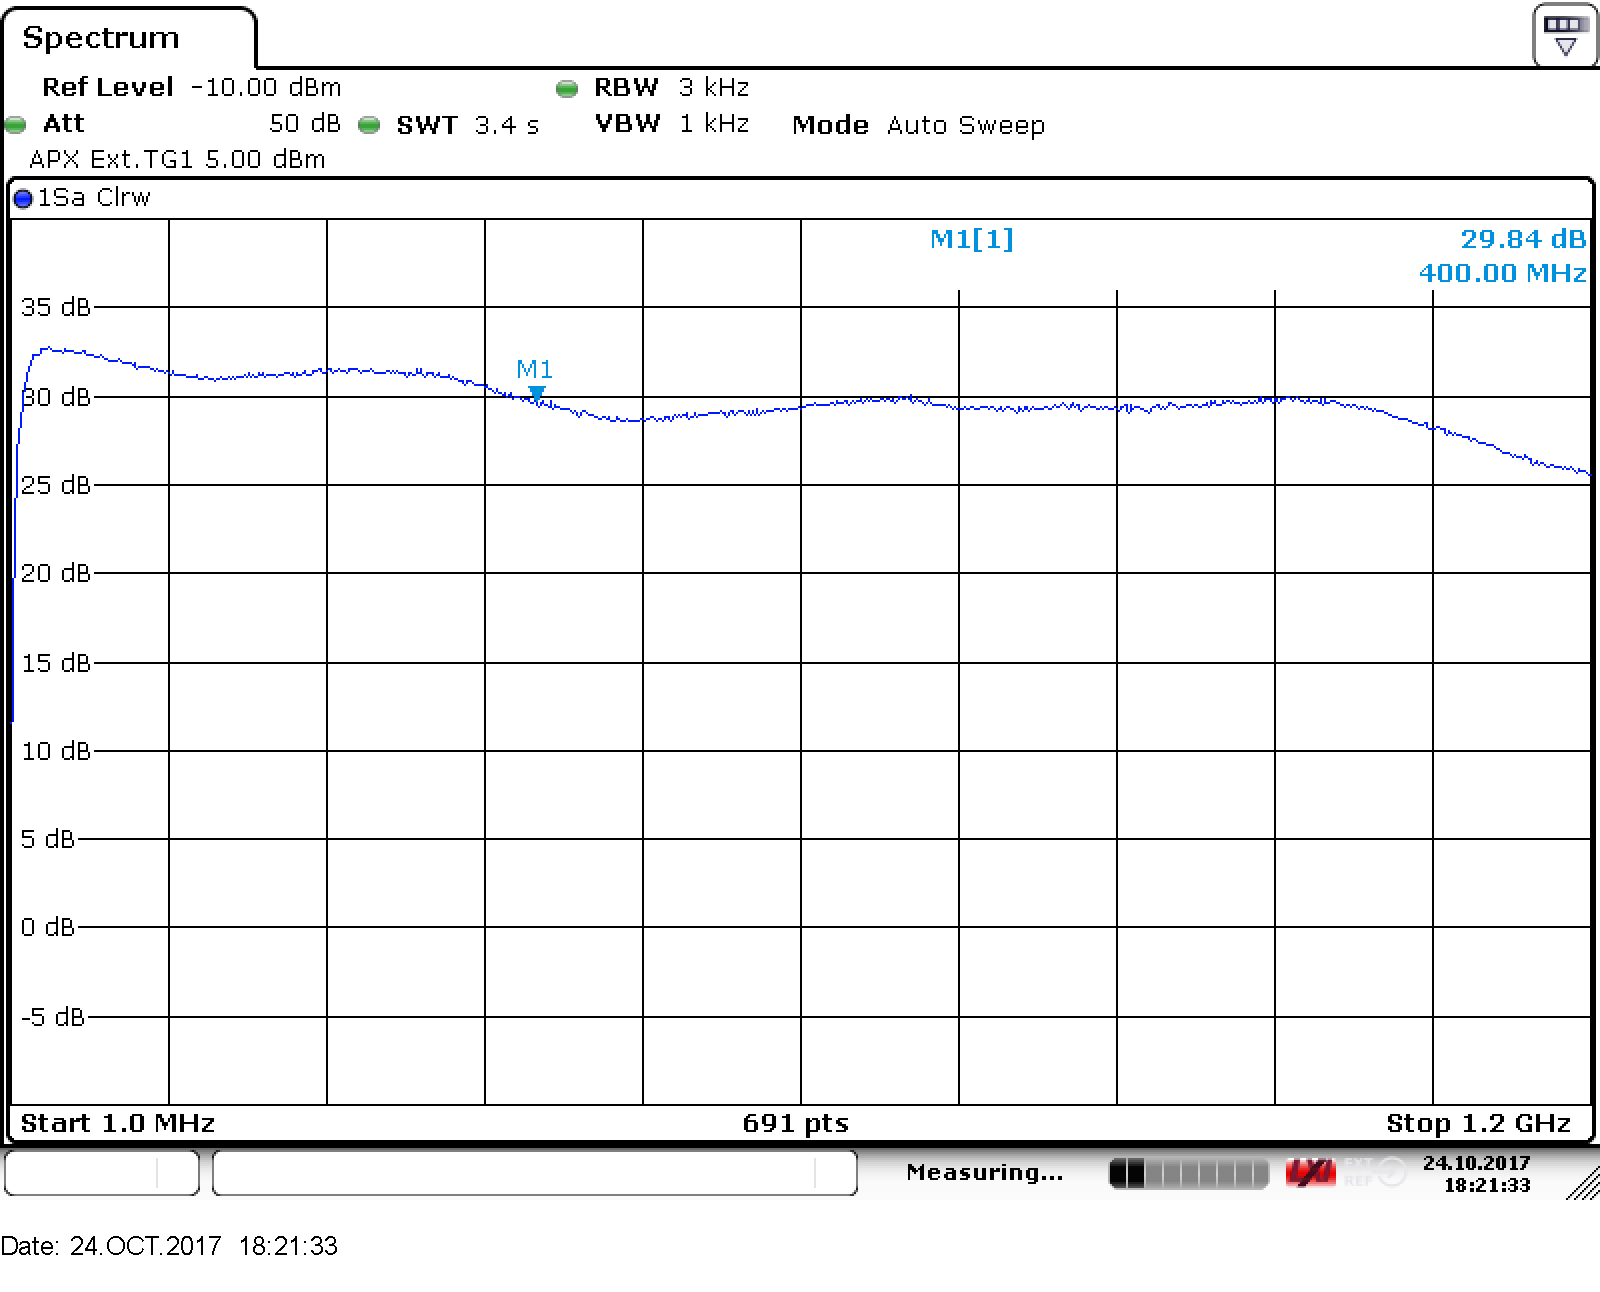 Spectrum
Ref Level -10.00 dBm RBW 3 kHz
Att 50 dB SWT 3.4 s VBW 1 kHz Mode Auto Sweep
APX Ext.TG1 5.00 dBm
1Sa Clrw
M1[1] 29.84 dB
400.00 MHz
35 dB
M1
30 dB
25 dB
20 dB
15 dB
10 dB
5 dB
0 dB
-5 dB
Start 1.0 MHz 691 pts Stop 1.2 GHz
Measuring... LXI EXT REF 24.10.2017
18:21:33
Date: 24.OCT.2017 18:21:33